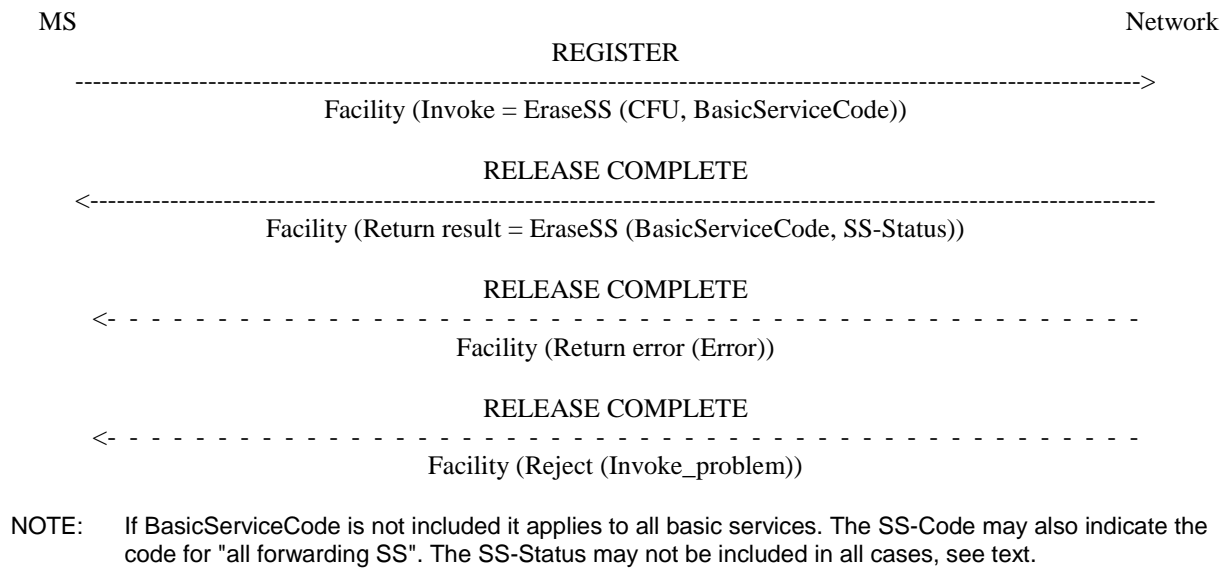 MS Network
REGISTER
------------------------------------------------------------------------------------------------------------------------>
Facility (Invoke = EraseSS (CFU, BasicServiceCode))
RELEASE COMPLETE
<------------------------------------------------------------------------------------------------------------------------
Facility (Return result = EraseSS (BasicServiceCode, SS-Status))
RELEASE COMPLETE
<- - - - - - - - - - - - - - - - - - - - - - - - - - - - - - - - - - - - - - - - - - - - - - - -
Facility (Return error (Error))
RELEASE COMPLETE
<- - - - - - - - - - - - - - - - - - - - - - - - - - - - - - - - - - - - - - - - - - - - - - - -
Facility (Reject (Invoke_problem))
NOTE: If BasicServiceCode is not included it applies to all basic services. The SS-Code may also indicate the
code for "all forwarding SS". The SS-Status may not be included in all cases, see text.